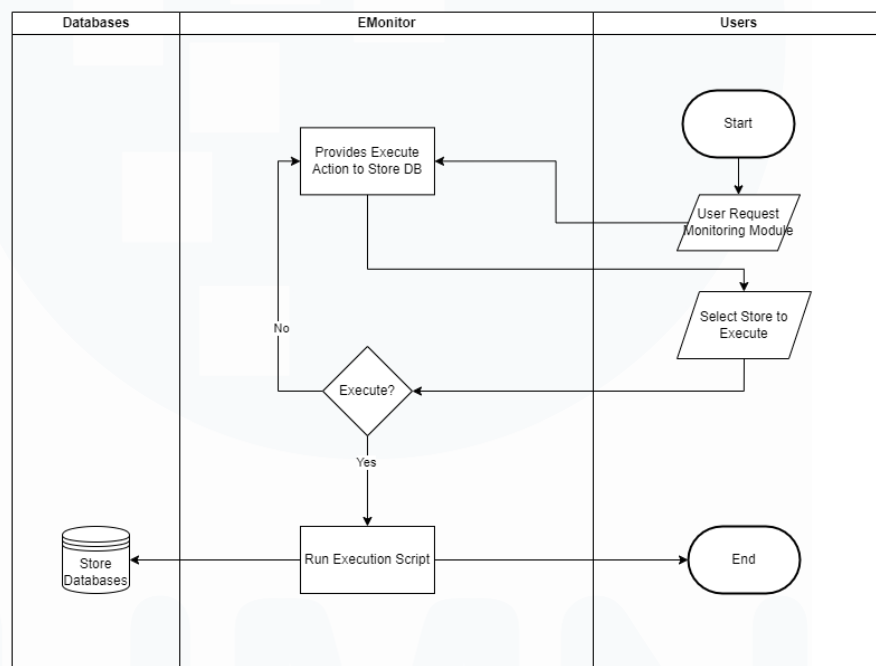 Databases
EMonitor
Users
Start
Provides Execute
Action to Store DB
User Request
Monitoring Module
Select Store to
Execute
No
Execute?
Yes
Store
Databases
Run Execution Script
End